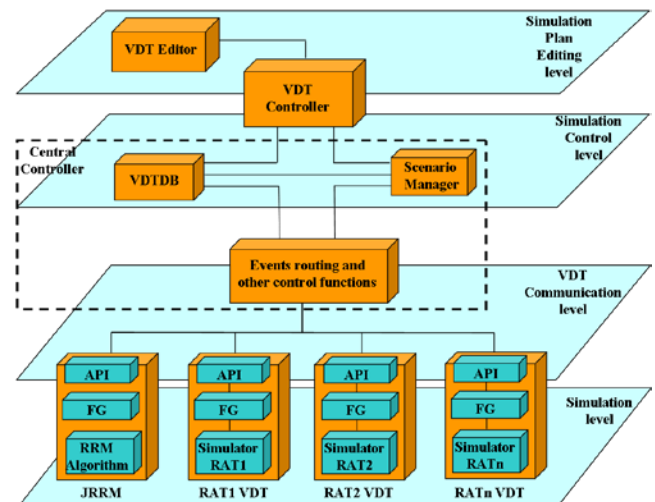 Simulation
Plan
Editing
level
VDT Editor
VDT
Controller
Simulation
Control
level
Central
Controller
VDTDB
Scenario
Manager
Events routing and
other control functions
VDT
Communication
level
API
API
API
API
FG
FG
FG
FG
Simulation
level
RRM
Algorithm
Simulator
RAT1
Simulator
RAT2
Simulator
RATn
JRRM
RAT1 VDT
RAT2 VDT
RATn VDT